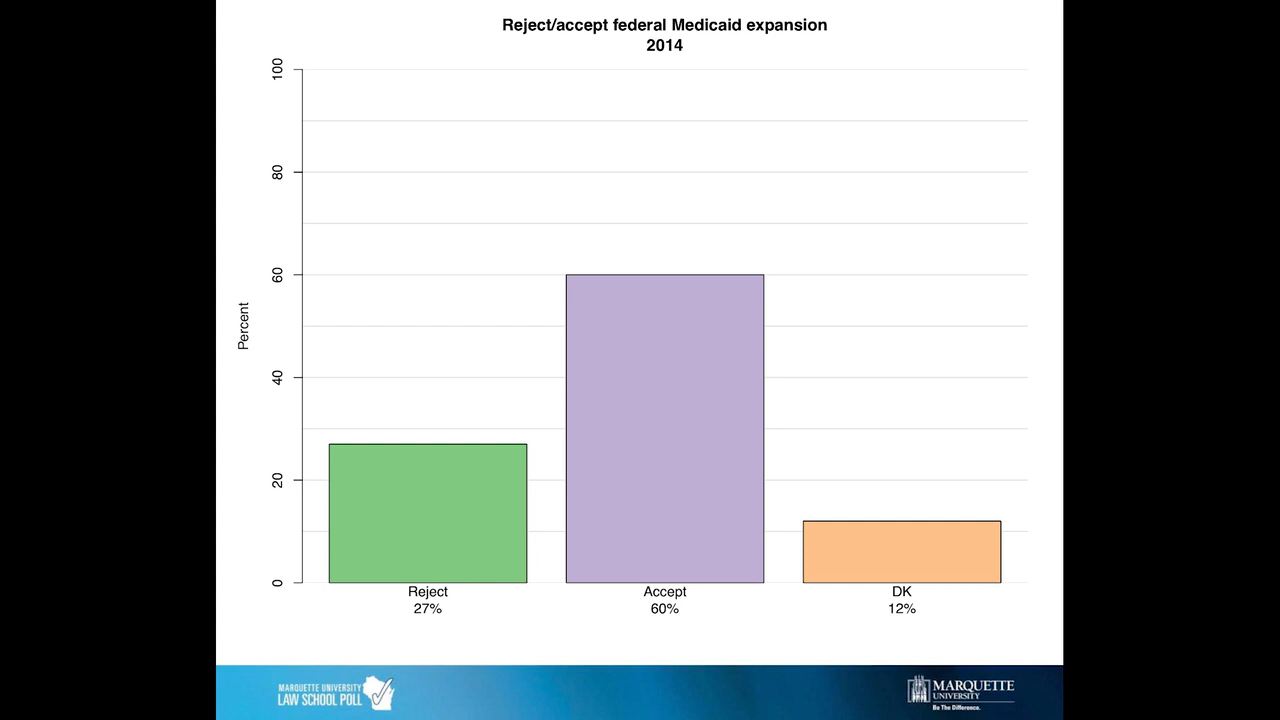 Reject/accept federal Medicaid expansion
2014
100
80
60
40
20
0
Percent
Reject
27%
Accept
60%
DK
12%
MARQUETTE UNIVERSITY
LAW SCHOOL POLL
MARQUETTE
UNIVERSITY
Be The Difference.